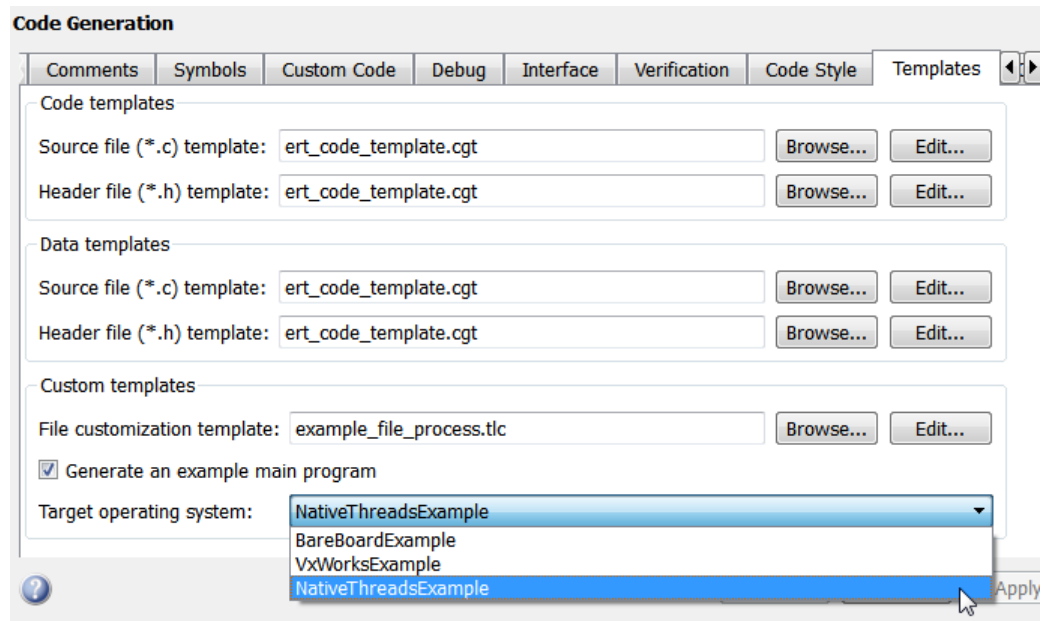 Code Generation
Comments Symbols Custom Code Debug Interface Verification Code Style Templates
Code templates
Source file (*.c) template: ert_code_template.cgt Browse... Edit...
Header file (*.h) template: ert_code_template.cgt Browse... Edit...
Data templates
Source file (*.c) template: ert_code_template.cgt Browse... Edit...
Header file (*.h) template: ert_code_template.cgt Browse... Edit...
Custom templates
File customization template: example_file_process.tlc Browse... Edit...
Generate an example main program
Target operating system: NativeThreadsExample
BareBoardExample
VxWorksExample
NativeThreadsExample
Apply